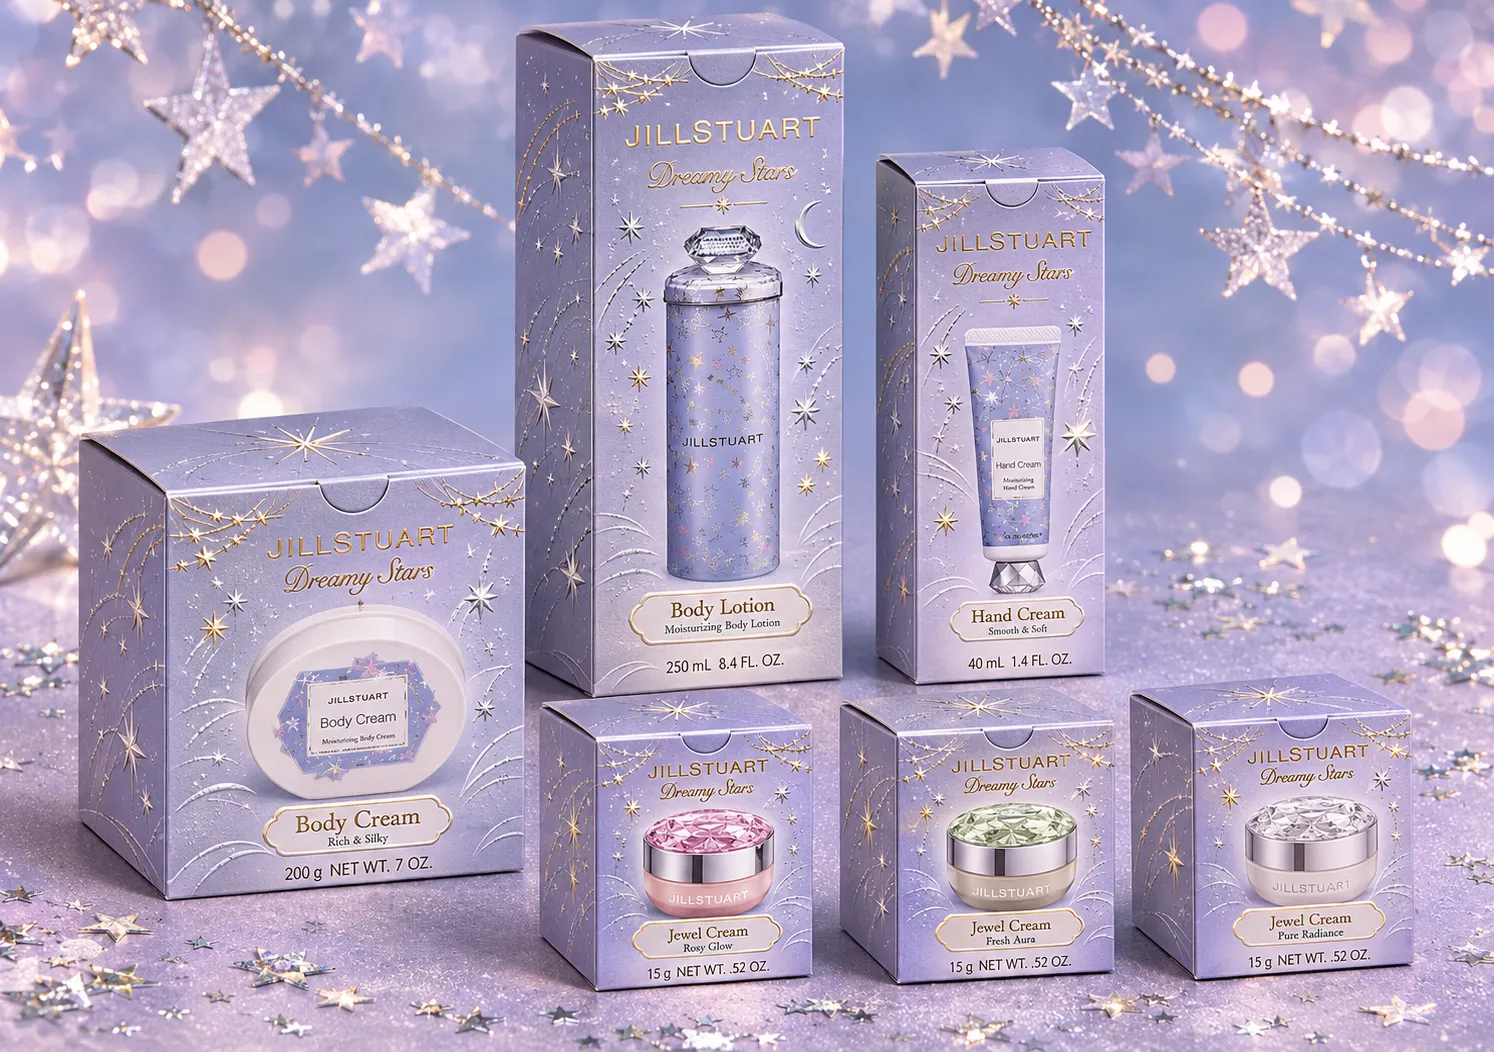 JILLSTUART
Dreamy Stars
JILLSTUART
Body Lotion
Moisturizing Body Lotion
250 mL 8.4 FL. OZ.
JILLSTUART
Dreamy Stars
JILLSTUART
Hand Cream
Moisturizing
Hand Cream
Hand Cream
Smooth & Soft
40 mL 1.4 FL. OZ.
JILLSTUART
Dreamy Stars
JILLSTUART
Body Cream
Moisturizing Body Cream
Body Cream
Rich & Silky
200 g NET WT. 7 OZ.
JILLSTUART
Dreamy Stars
JILLSTUART
Jewel Cream
Rosy Glow
15 g NET WT. .52 OZ.
JILLSTUART
Dreamy Stars
JILLSTUART
Jewel Cream
Fresh Aura
15 g NET WT. .52 OZ.
JILLSTUART
Dreamy Stars
JILLSTUART
Jewel Cream
Pure Radiance
15 g NET WT. .52 OZ.